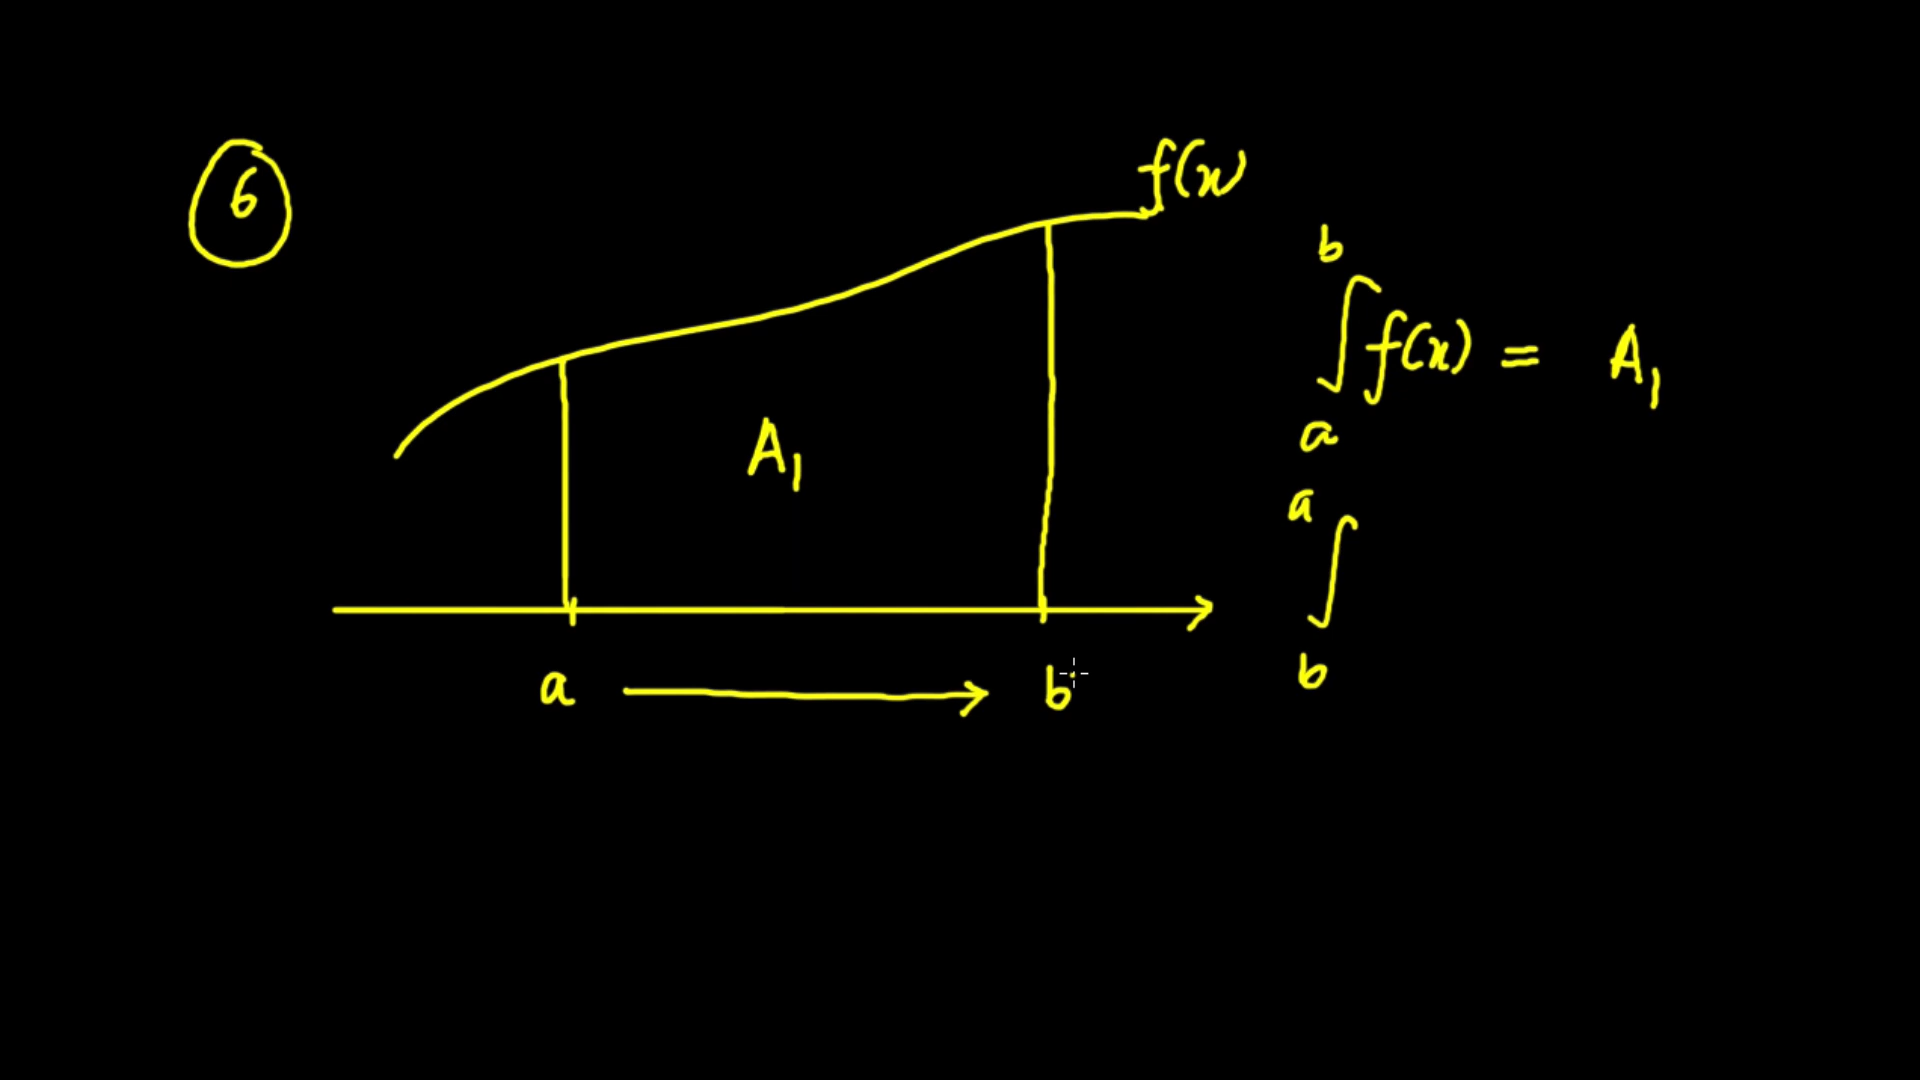 6
f(x)
b
∫ f(x) = A₁
a
A₁
a
∫
b
a → b